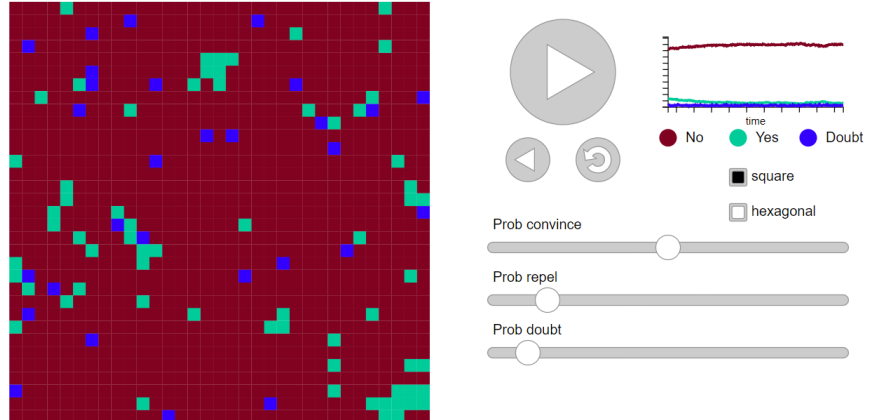 time
No
Yes
Doubt
square
hexagonal
Prob convince
Prob repel
Prob doubt